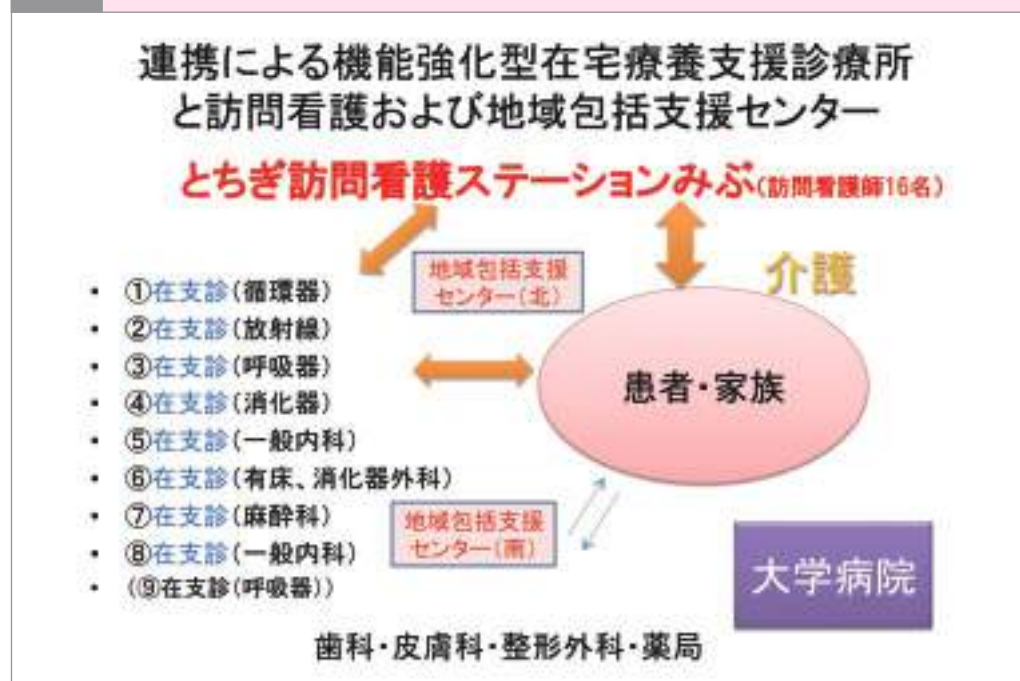 連携による機能強化型在宅療養支援診療所
と訪問看護および地域包括支援センター
とちぎ訪問看護ステーションみぶ(訪問看護師16名)
地域包括支援
センター(北)
介護
• ①在支診(循環器)
• ②在支診(放射線)
• ③在支診(呼吸器)
• ④在支診(消化器)
• ⑤在支診(一般内科)
• ⑥在支診(有床、消化器外科)
• ⑦在支診(麻酔科)
• ⑧在支診(一般内科)
• (⑨在支診(呼吸器))
患者・家族
地域包括支援
センター(南)
大学病院
歯科・皮膚科・整形外科・薬局